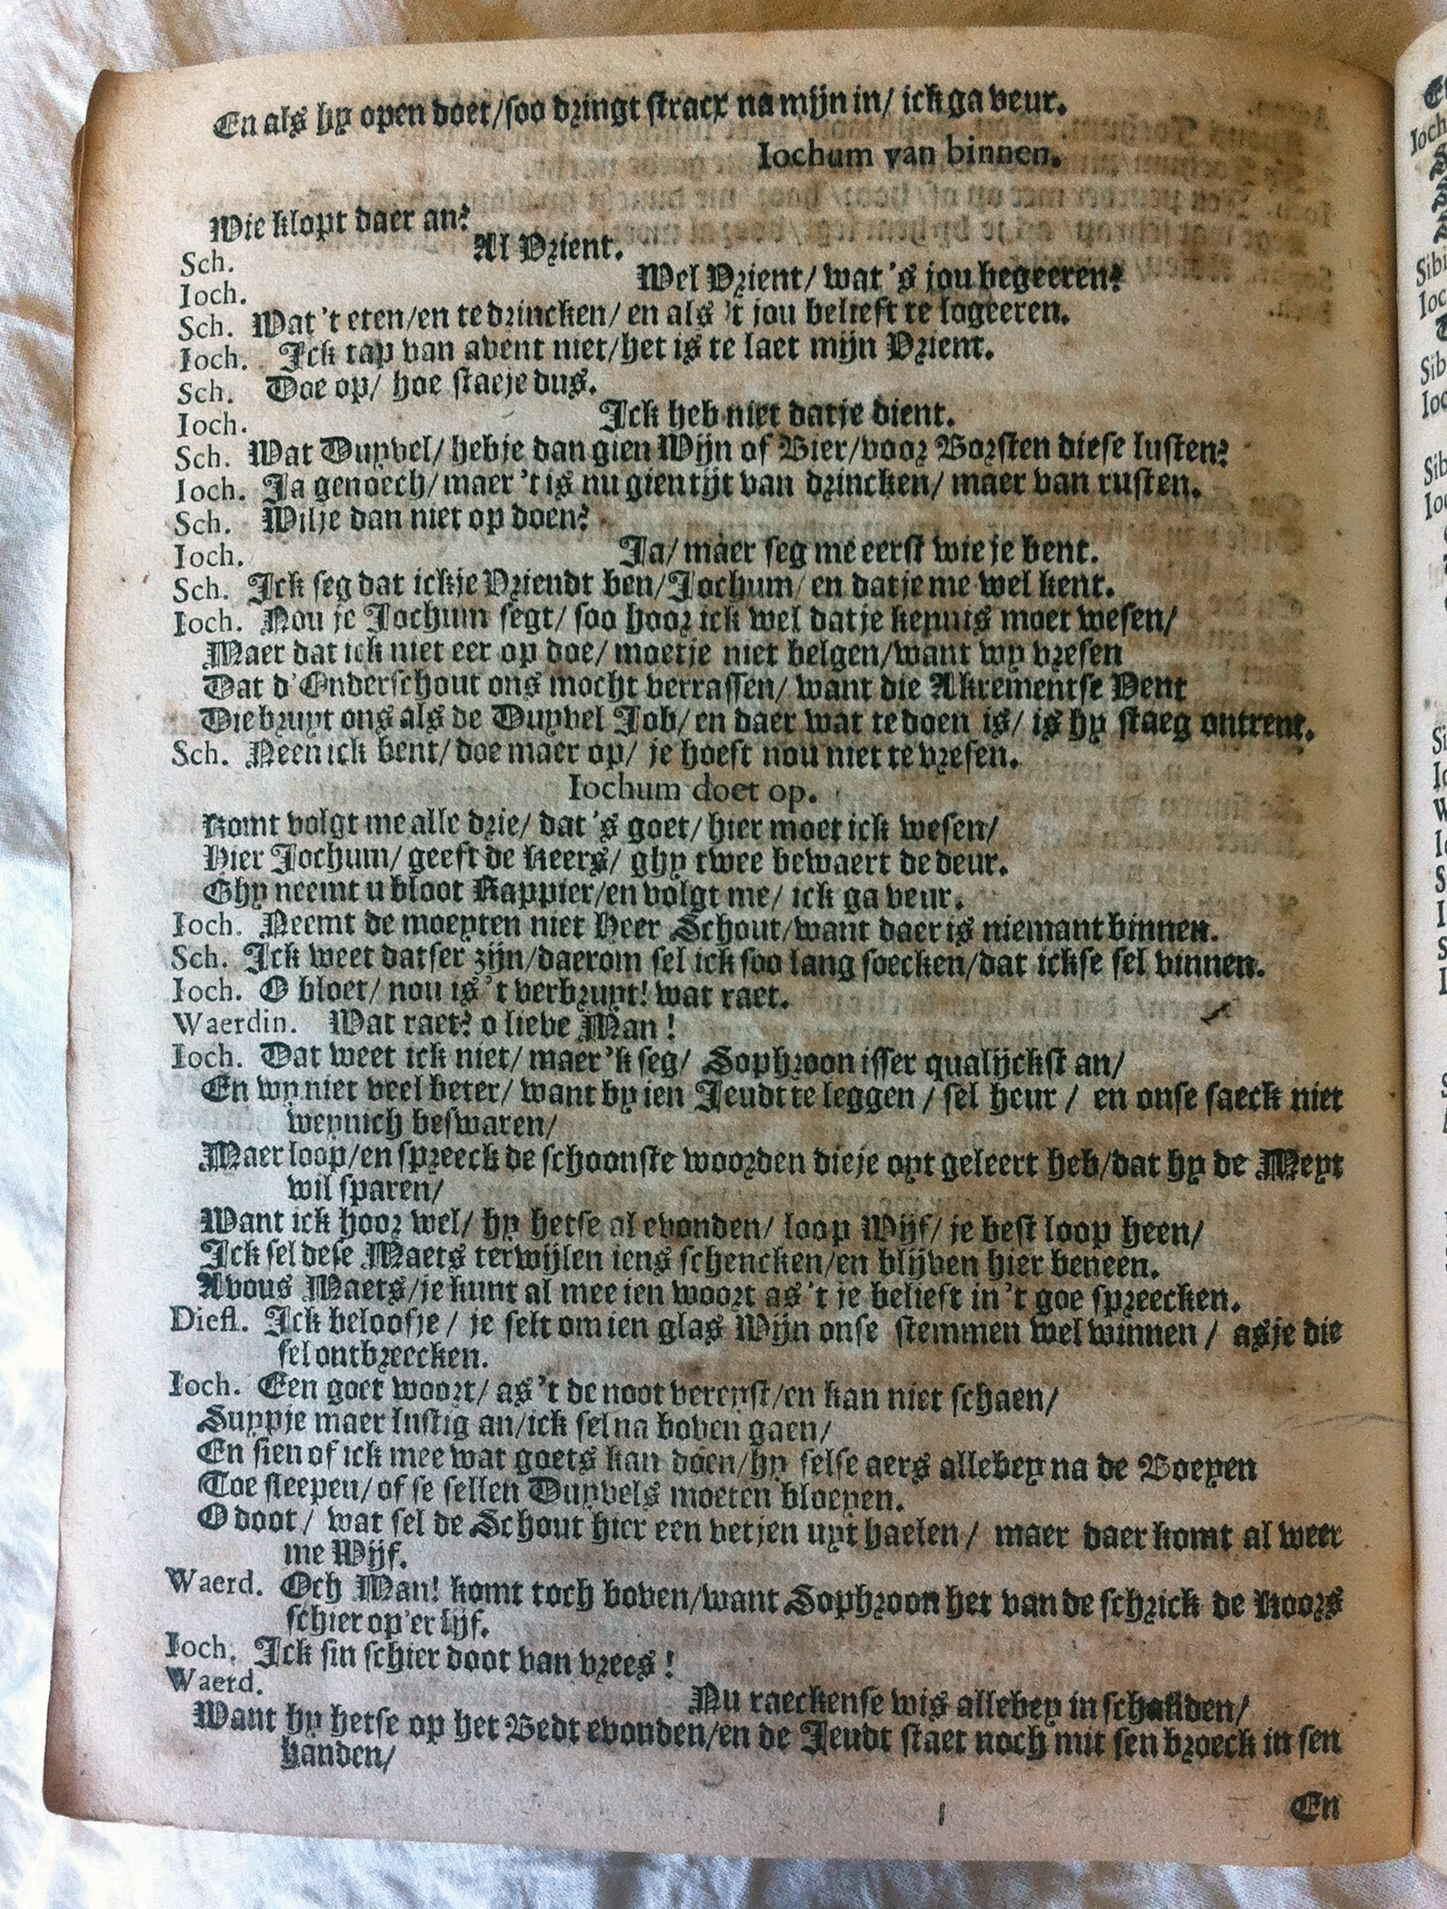 En als hy open doet/soo dringt stracx na mijn in/ ick ga veur.
Iochum van binnen.
Wie klopt daer an?
Sch. Al Vrient.
Ioch. Wel Vrient/ wat 's jou begeeren?
Sch. Wat 't eten/en te drincken/ en als 't jou belieft te logeeren.
Ioch. Ick tap van avent niet/het is te laet mijn Vrient.
Sch. Doe op/ hoe staeje dus.
Ioch. Ick heb niet datje dient.
Sch. Wat Duyvel/ hebje dan gien Wijn of Bier/voor Borsten diese lusten?
Ioch. Ja genoech/maer 't is nu gien tijt van drincken/ maer van rusten.
Sch. Wilje dan niet op doen?
Ioch. Ja/ maer seg me eerst wie je bent.
Sch. Ick seg dat ickje Vriendt ben/Jochum/ en datje me wel kent.
Ioch. Nou je Jochum segt/ soo hoor ick wel datje kennis moet wesen/
Maer dat ick niet eer op doe/ moetje niet belgen/want wy vresen
Dat d'Onderschout ons mocht verrassen/ want die Akrementse Vent
Die bruyt ons als de Duyvel Job/en daer wat te doen is/ is hy staeg ontrent.
Sch. Neen ick bent/doe maer op/ je hoeft nou niet te vresen.
Iochum doet op.
Komt volgt me alle drie/ dat 's goet/ hier moet ick wesen/
Hier Jochum/ geeft de Keers/ ghy twee bewaert de deur.
Ghy neemt u bloot Rappier/en volgt me/ ick ga veur.
Ioch. Neemt de moeyten niet Heer Schout/want daer is niemant binnen.
Sch. Ick weet datser zijn/daerom sel ick soo lang soecken/dat ickse sel vinnen.
Ioch. O bloet/ nou is 't verbruyt! wat raet.
Waerdin. Wat raet? o lieve Man!
Ioch. Dat weet ick niet/ maer 'k seg/ Sophroon isser qualijckst an/
En wy niet veel beter/ want by ien Jeudt te leggen / sel heur / en onse saeck niet
weynich beswaren/
Maer loop/en spreeck de schoonste woorden dieje oyt geleert heb/dat hy de Meyt
wil sparen/
Want ick hoor wel/ hy hetse al evonden/ loop Wijf/ je best loop heen/
Ick sel dese Maets terwijlen iens schencken/en blijven hier beneen.
Avous Maets/je kunt al mee ien woort as 't je belieft in 't goe spreecken.
Diefl. Ick beloofje / je selt om ien glas Wijn onse stemmen wel winnen / as je die
sel ontbreecken.
Ioch. Een goet woort/ as 't de noot vereyst/en kan niet schaen/
Suypje maer lustig an/ick sel na boven gaen/
En sien of ick mee wat goets kan doen/hy selse aers allebey na de Boeyen
Toe sleepen/of se sellen Duyvels moeten bloeyen.
O doot / wat sel de Schout hier een vetjen uyt haelen / maer daer komt al weer
me Wijf.
Waerd. Och Man! komt toch boven/want Sophroon het van de schrick de Koors
schier op 'er lijf.
Ioch. Ick sin schier doot van vrees!
Waerd. Nu raeckense wis allebey in schanden/
Want hy hetse op het Bedt evonden/en de Jeudt staet noch mit sen broeck in sen
handen/
En